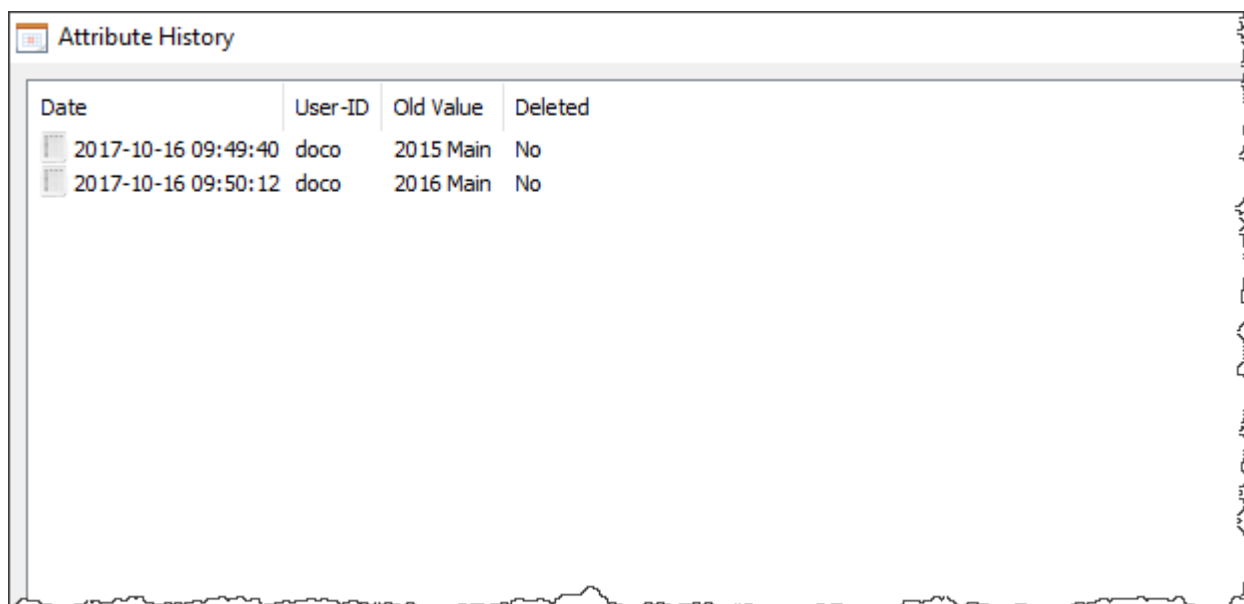 Attribute History
Date User-ID Old Value Deleted
2017-10-16 09:49:40 doco 2015 Main No
2017-10-16 09:50:12 doco 2016 Main No